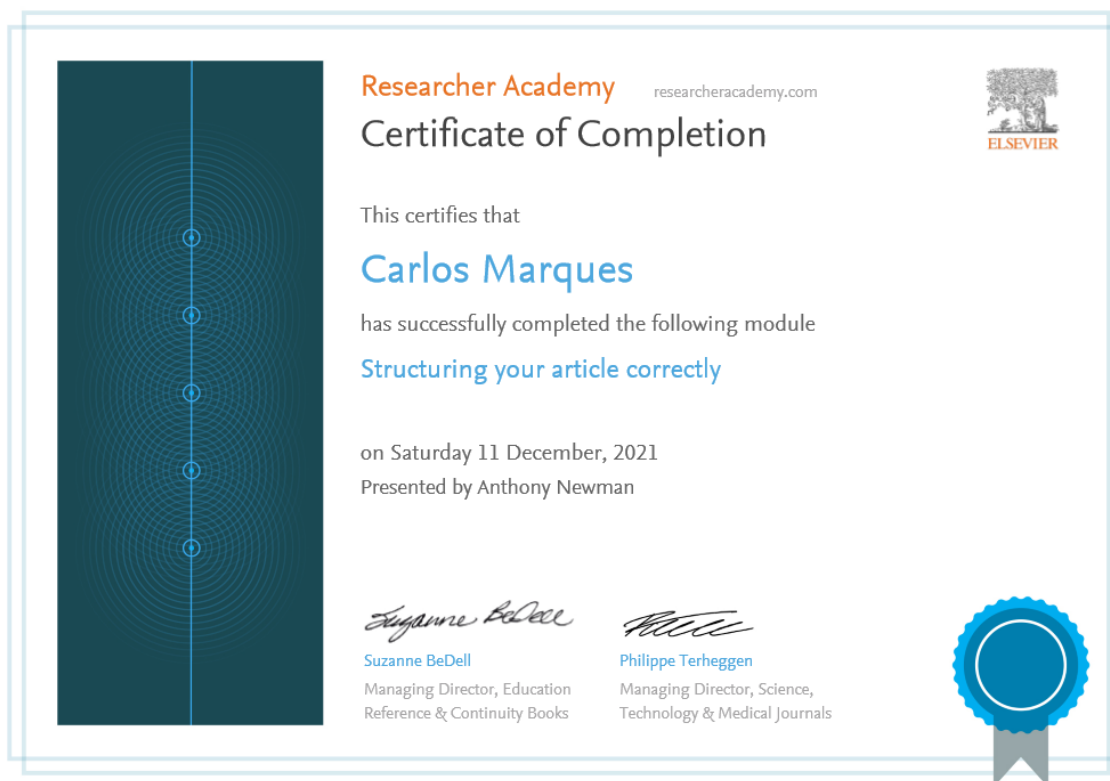 Researcher Academy researcheracademy.com
Certificate of Completion
ELSEVIER
This certifies that
Carlos Marques
has successfully completed the following module
Structuring your article correctly
on Saturday 11 December, 2021
Presented by Anthony Newman
Suzanne BeDell
Suzanne BeDell
Managing Director, Education
Reference & Continuity Books
Philippe Terheggen
Managing Director, Science,
Technology & Medical Journals